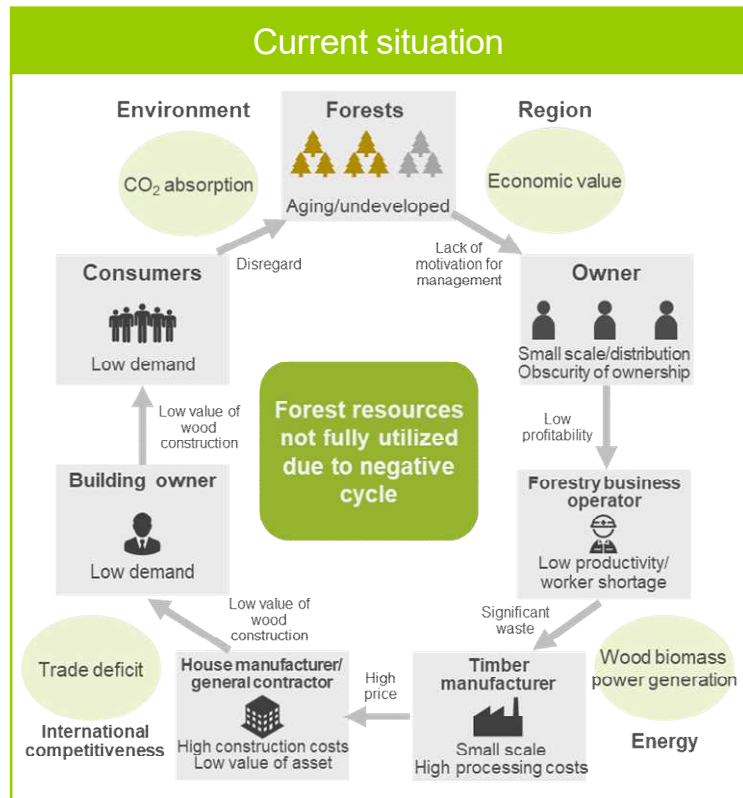 Current situation
Environment
CO₂ absorption
Forests
Aging/undeveloped
Region
Economic value
Lack of
motivation for
management
Owner
Small scale/distribution
Obscurity of ownership
Low
profitability
Forestry business
operator
Low productivity/
worker shortage
Significant
waste
Wood biomass
power generation
Energy
Timber
manufacturer
Small scale
High processing costs
High
price
House manufacturer/
general contractor
High construction costs
Low value of asset
Trade deficit
International
competitiveness
Low value of
wood
construction
Building owner
Low demand
Low value of
wood
construction
Consumers
Low demand
Disregard
Forest resources
not fully utilized
due to negative
cycle